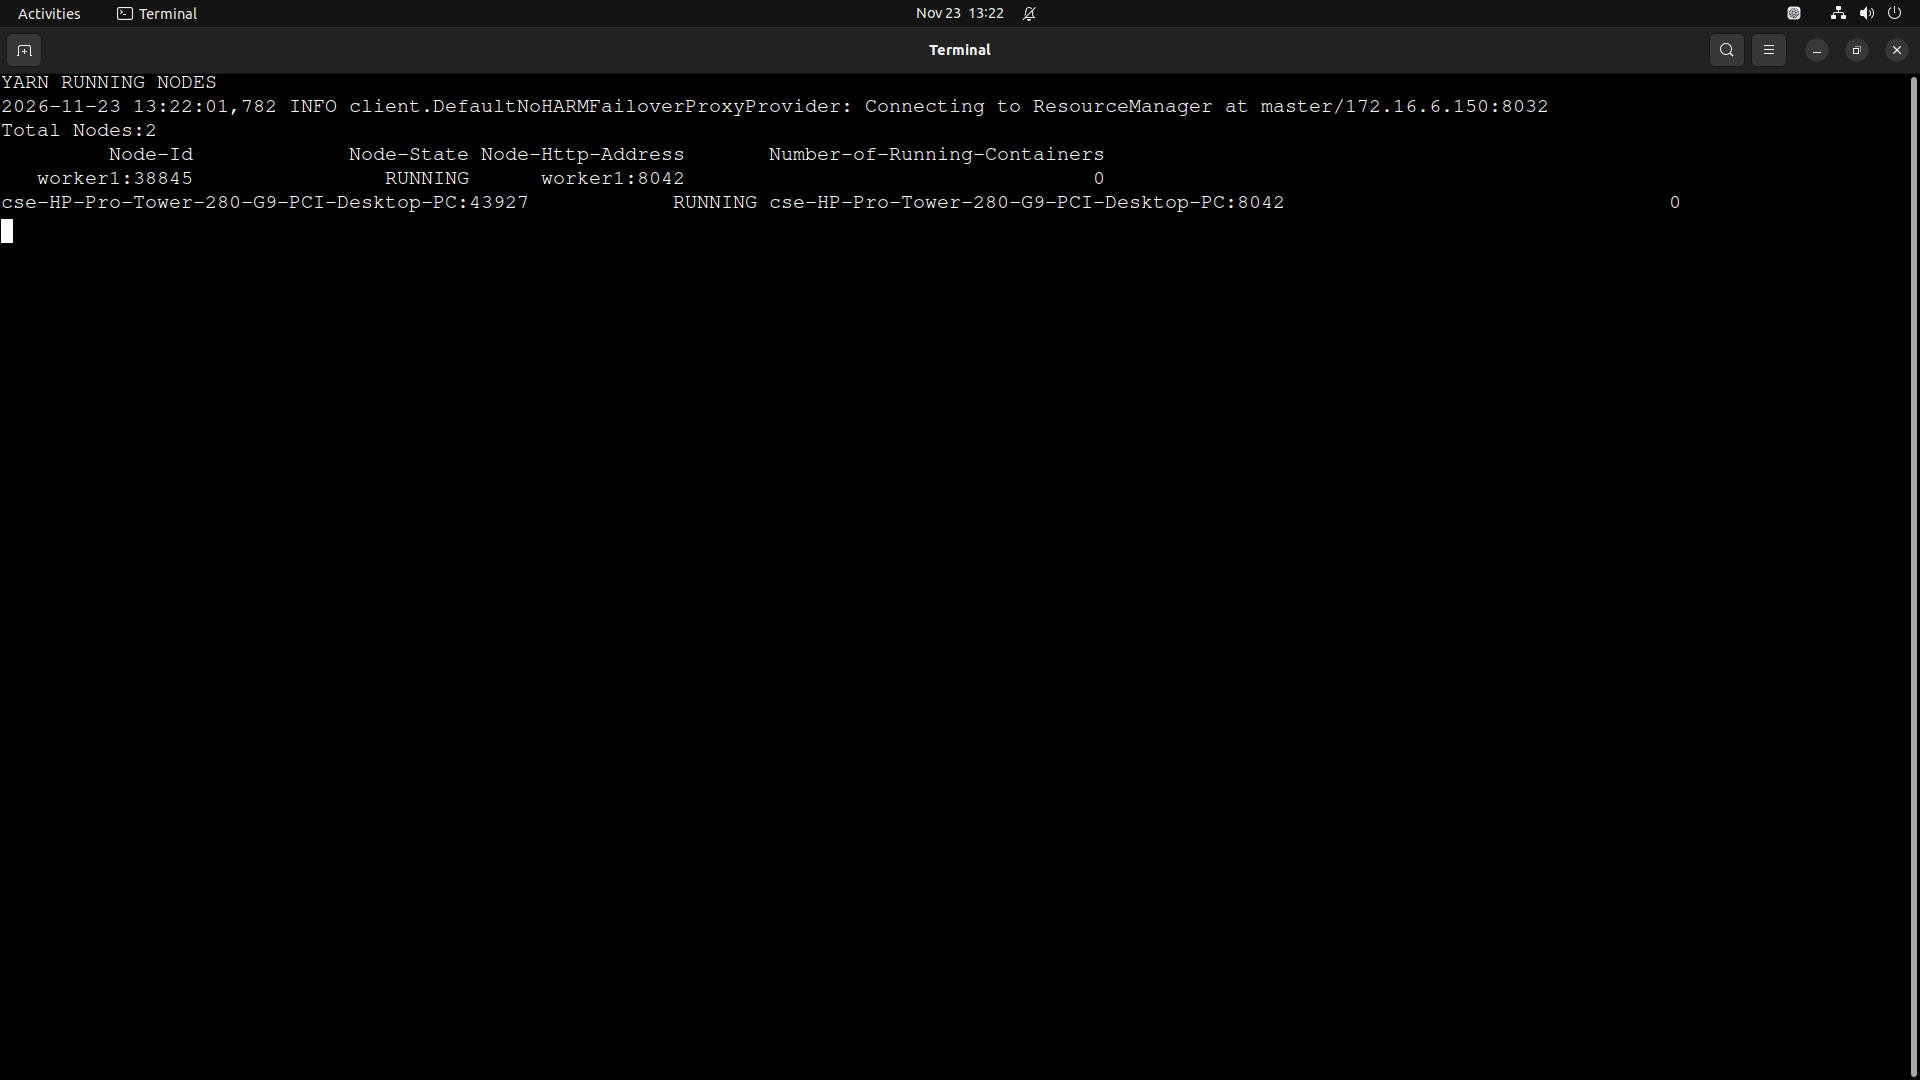 Activities Terminal Nov 23 13:22
Terminal
YARN RUNNING NODES
2026-11-23 13:22:01,782 INFO client.DefaultNoHARMFailoverProxyProvider: Connecting to ResourceManager at master/172.16.6.150:8032
Total Nodes:2
Node-Id Node-State Node-Http-Address Number-of-Running-Containers
worker1:38845 RUNNING worker1:8042 0
cse-HP-Pro-Tower-280-G9-PCI-Desktop-PC:43927 RUNNING cse-HP-Pro-Tower-280-G9-PCI-Desktop-PC:8042 0